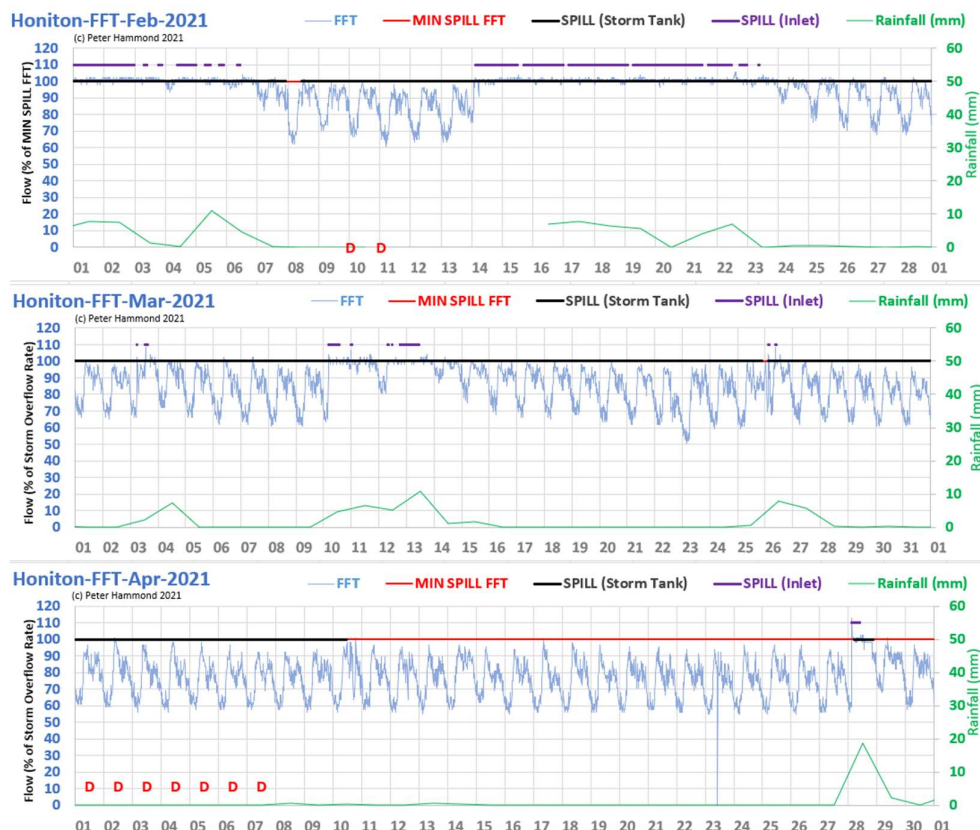 Honiton-FFT-Feb-2021 FFT MIN SPILL FFT SPILL (Storm Tank) SPILL (Inlet) Rainfall (mm)
(c) Peter Hammond 2021
Flow (% of MIN SPILL FFT)
120 60
110
100 50
90
80 40
70
60 30
50
40 20
30
20 10
10
0 D D 0
01 02 03 04 05 06 07 08 09 10 11 12 13 14 15 16 17 18 19 20 21 22 23 24 25 26 27 28 01
Rainfall (mm)
Honiton-FFT-Mar-2021 FFT MIN SPILL FFT SPILL (Storm Tank) SPILL (Inlet) Rainfall (mm)
(c) Peter Hammond 2021
Flow (% of Storm Overflow Rate)
120 60
110
100 50
90
80 40
70
60 30
50
40 20
30
20 10
10
0 0
01 02 03 04 05 06 07 08 09 10 11 12 13 14 15 16 17 18 19 20 21 22 23 24 25 26 27 28 29 30 31 01
Rainfall (mm)
Honiton-FFT-Apr-2021 FFT MIN SPILL FFT SPILL (Storm Tank) SPILL (Inlet) Rainfall (mm)
(c) Peter Hammond 2021
Flow (% of Storm Overflow Rate)
120 60
110
100 50
90
80 40
70
60 30
50
40 20
30
20 10
10 D D D D D D D
0 0
01 02 03 04 05 06 07 08 09 10 11 12 13 14 15 16 17 18 19 20 21 22 23 24 25 26 27 28 29 30 01
Rainfall (mm)